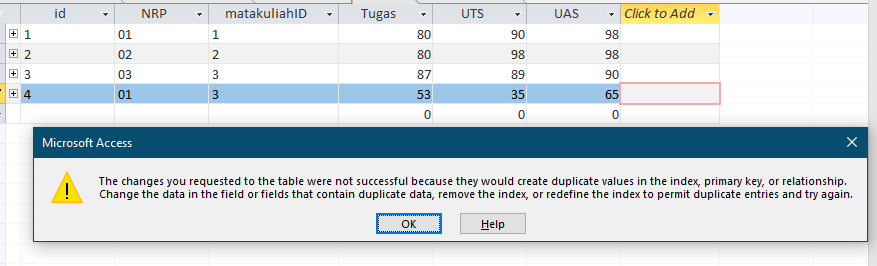 id NRP matakuliahID Tugas UTS UAS Click to Add
1 01 1 80 90 98
2 02 2 80 98 98
3 03 3 87 89 90
4 01 3 53 35 65
0 0 0
Microsoft Access
The changes you requested to the table were not successful because they would create duplicate values in the index, primary key, or relationship.
Change the data in the field or fields that contain duplicate data, remove the index, or redefine the index to permit duplicate entries and try again.
OK Help